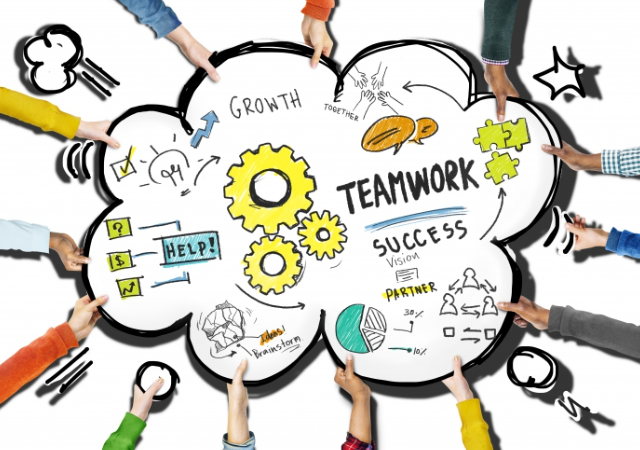 GROWTH
TOGETHER
TEAMWORK
?
$
HELP!
SUCCESS
Vision
PARTNER
30%
10%
Ideas!
Brainstorm